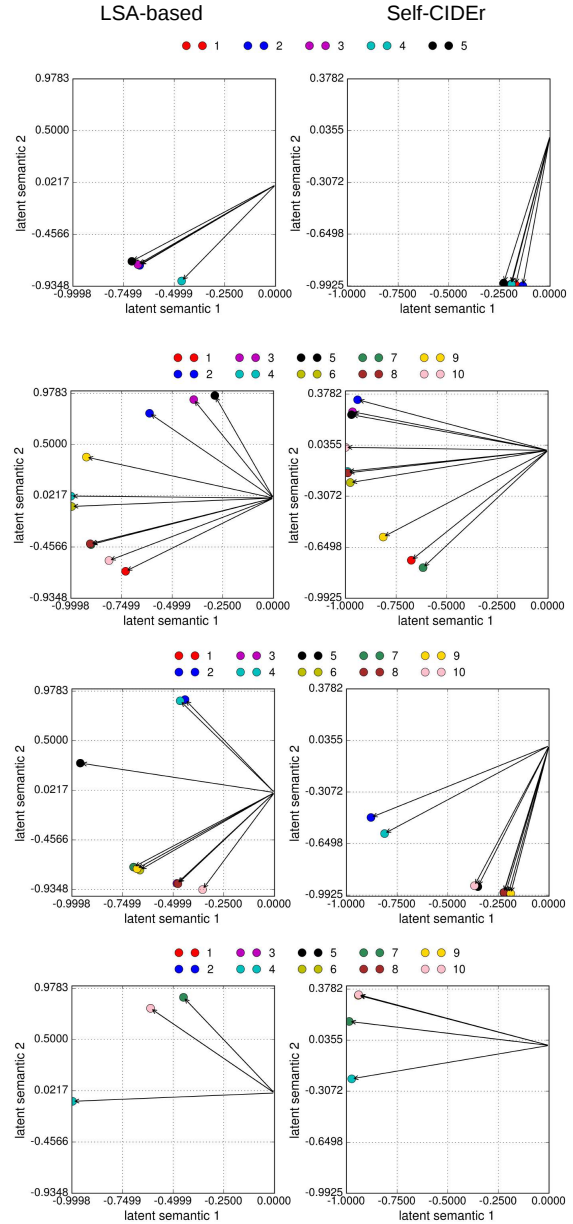 LSA-based Self-CIDEr
1 2 3 4 5
0.9783 0.3782
0.5000 0.0355
0.0217 -0.3072
-0.4566 -0.6498
-0.9348 -0.9925
latent semantic 2 latent semantic 2
-0.9998 -0.7499 -0.4999 -0.2500 0.0000 -1.0000 -0.7500 -0.5000 -0.2500 0.0000
latent semantic 1 latent semantic 1
1 3 5 7 9
2 4 6 8 10
0.9783 0.3782
0.5000 0.0355
0.0217 -0.3072
-0.4566 -0.6498
-0.9348 -0.9925
latent semantic 2 latent semantic 2
-0.9998 -0.7499 -0.4999 -0.2500 0.0000 -1.0000 -0.7500 -0.5000 -0.2500 0.0000
latent semantic 1 latent semantic 1
1 3 5 7 9
2 4 6 8 10
0.9783 0.3782
0.5000 0.0355
0.0217 -0.3072
-0.4566 -0.6498
-0.9348 -0.9925
latent semantic 2 latent semantic 2
-0.9998 -0.7499 -0.4999 -0.2500 0.0000 -1.0000 -0.7500 -0.5000 -0.2500 0.0000
latent semantic 1 latent semantic 1
1 3 5 7 9
2 4 6 8 10
0.9783 0.3782
0.5000 0.0355
0.0217 -0.3072
-0.4566 -0.6498
-0.9348 -0.9925
latent semantic 2 latent semantic 2
-0.9998 -0.7499 -0.4999 -0.2500 0.0000 -1.0000 -0.7500 -0.5000 -0.2500 0.0000
latent semantic 1 latent semantic 1